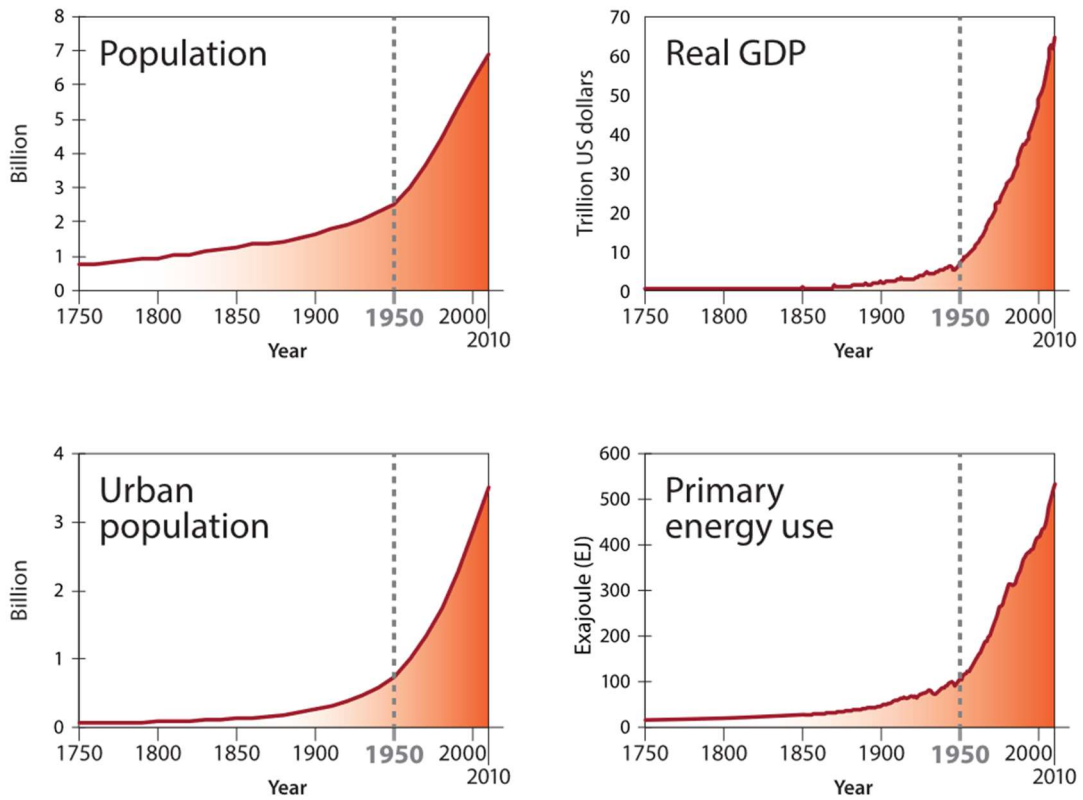 Population
Billion
8
7
6
5
4
3
2
1
0
1750 1800 1850 1900 1950 2000
2010
Year
Real GDP
Trillion US dollars
70
60
50
40
30
20
10
0
1750 1800 1850 1900 1950 2000
2010
Year
Urban
population
Billion
4
3
2
1
0
1750 1800 1850 1900 1950 2000
2010
Year
Primary
energy use
Exajoule (EJ)
600
500
400
300
200
100
0
1750 1800 1850 1900 1950 2000
2010
Year